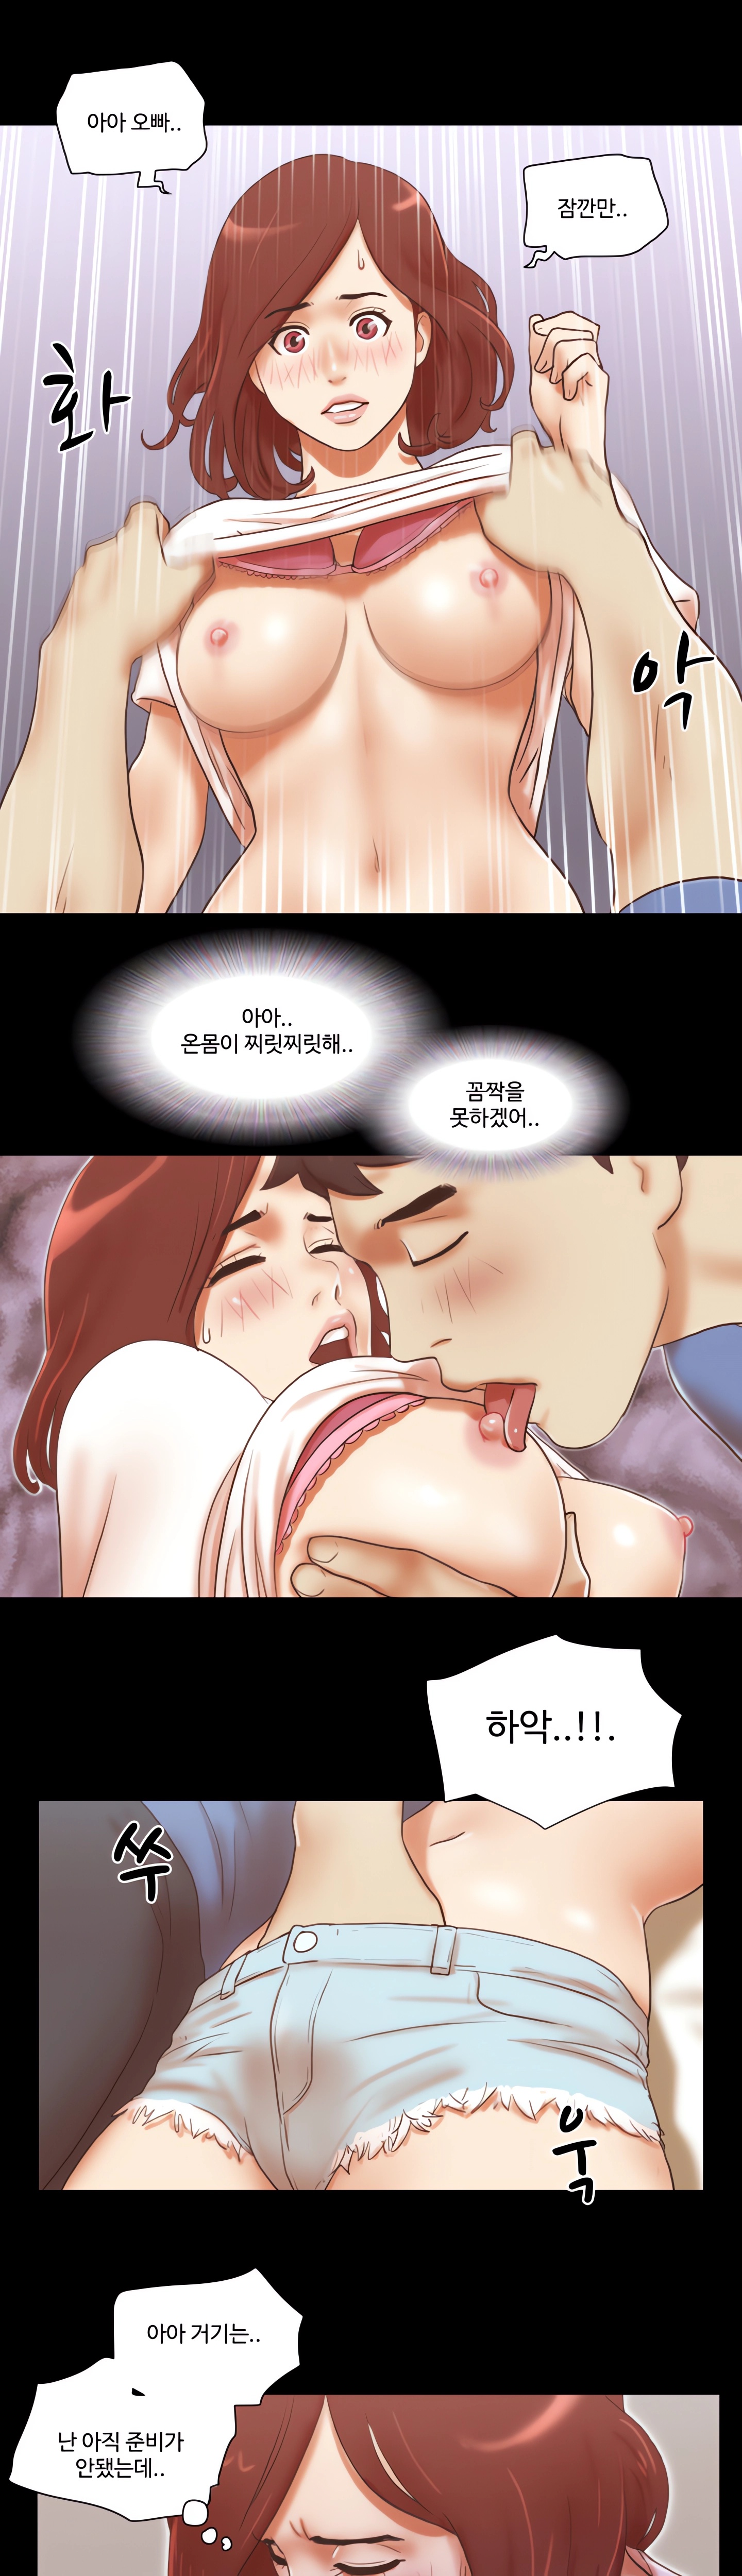 아아 오빠..
잠깐만..
화
악
아아..
온몸이 찌릿찌릿해..
꼼짝을
못하겠어..
하악..!!.
쑤
욱
아아 거기는..
난 아직 준비가
안됐는데..